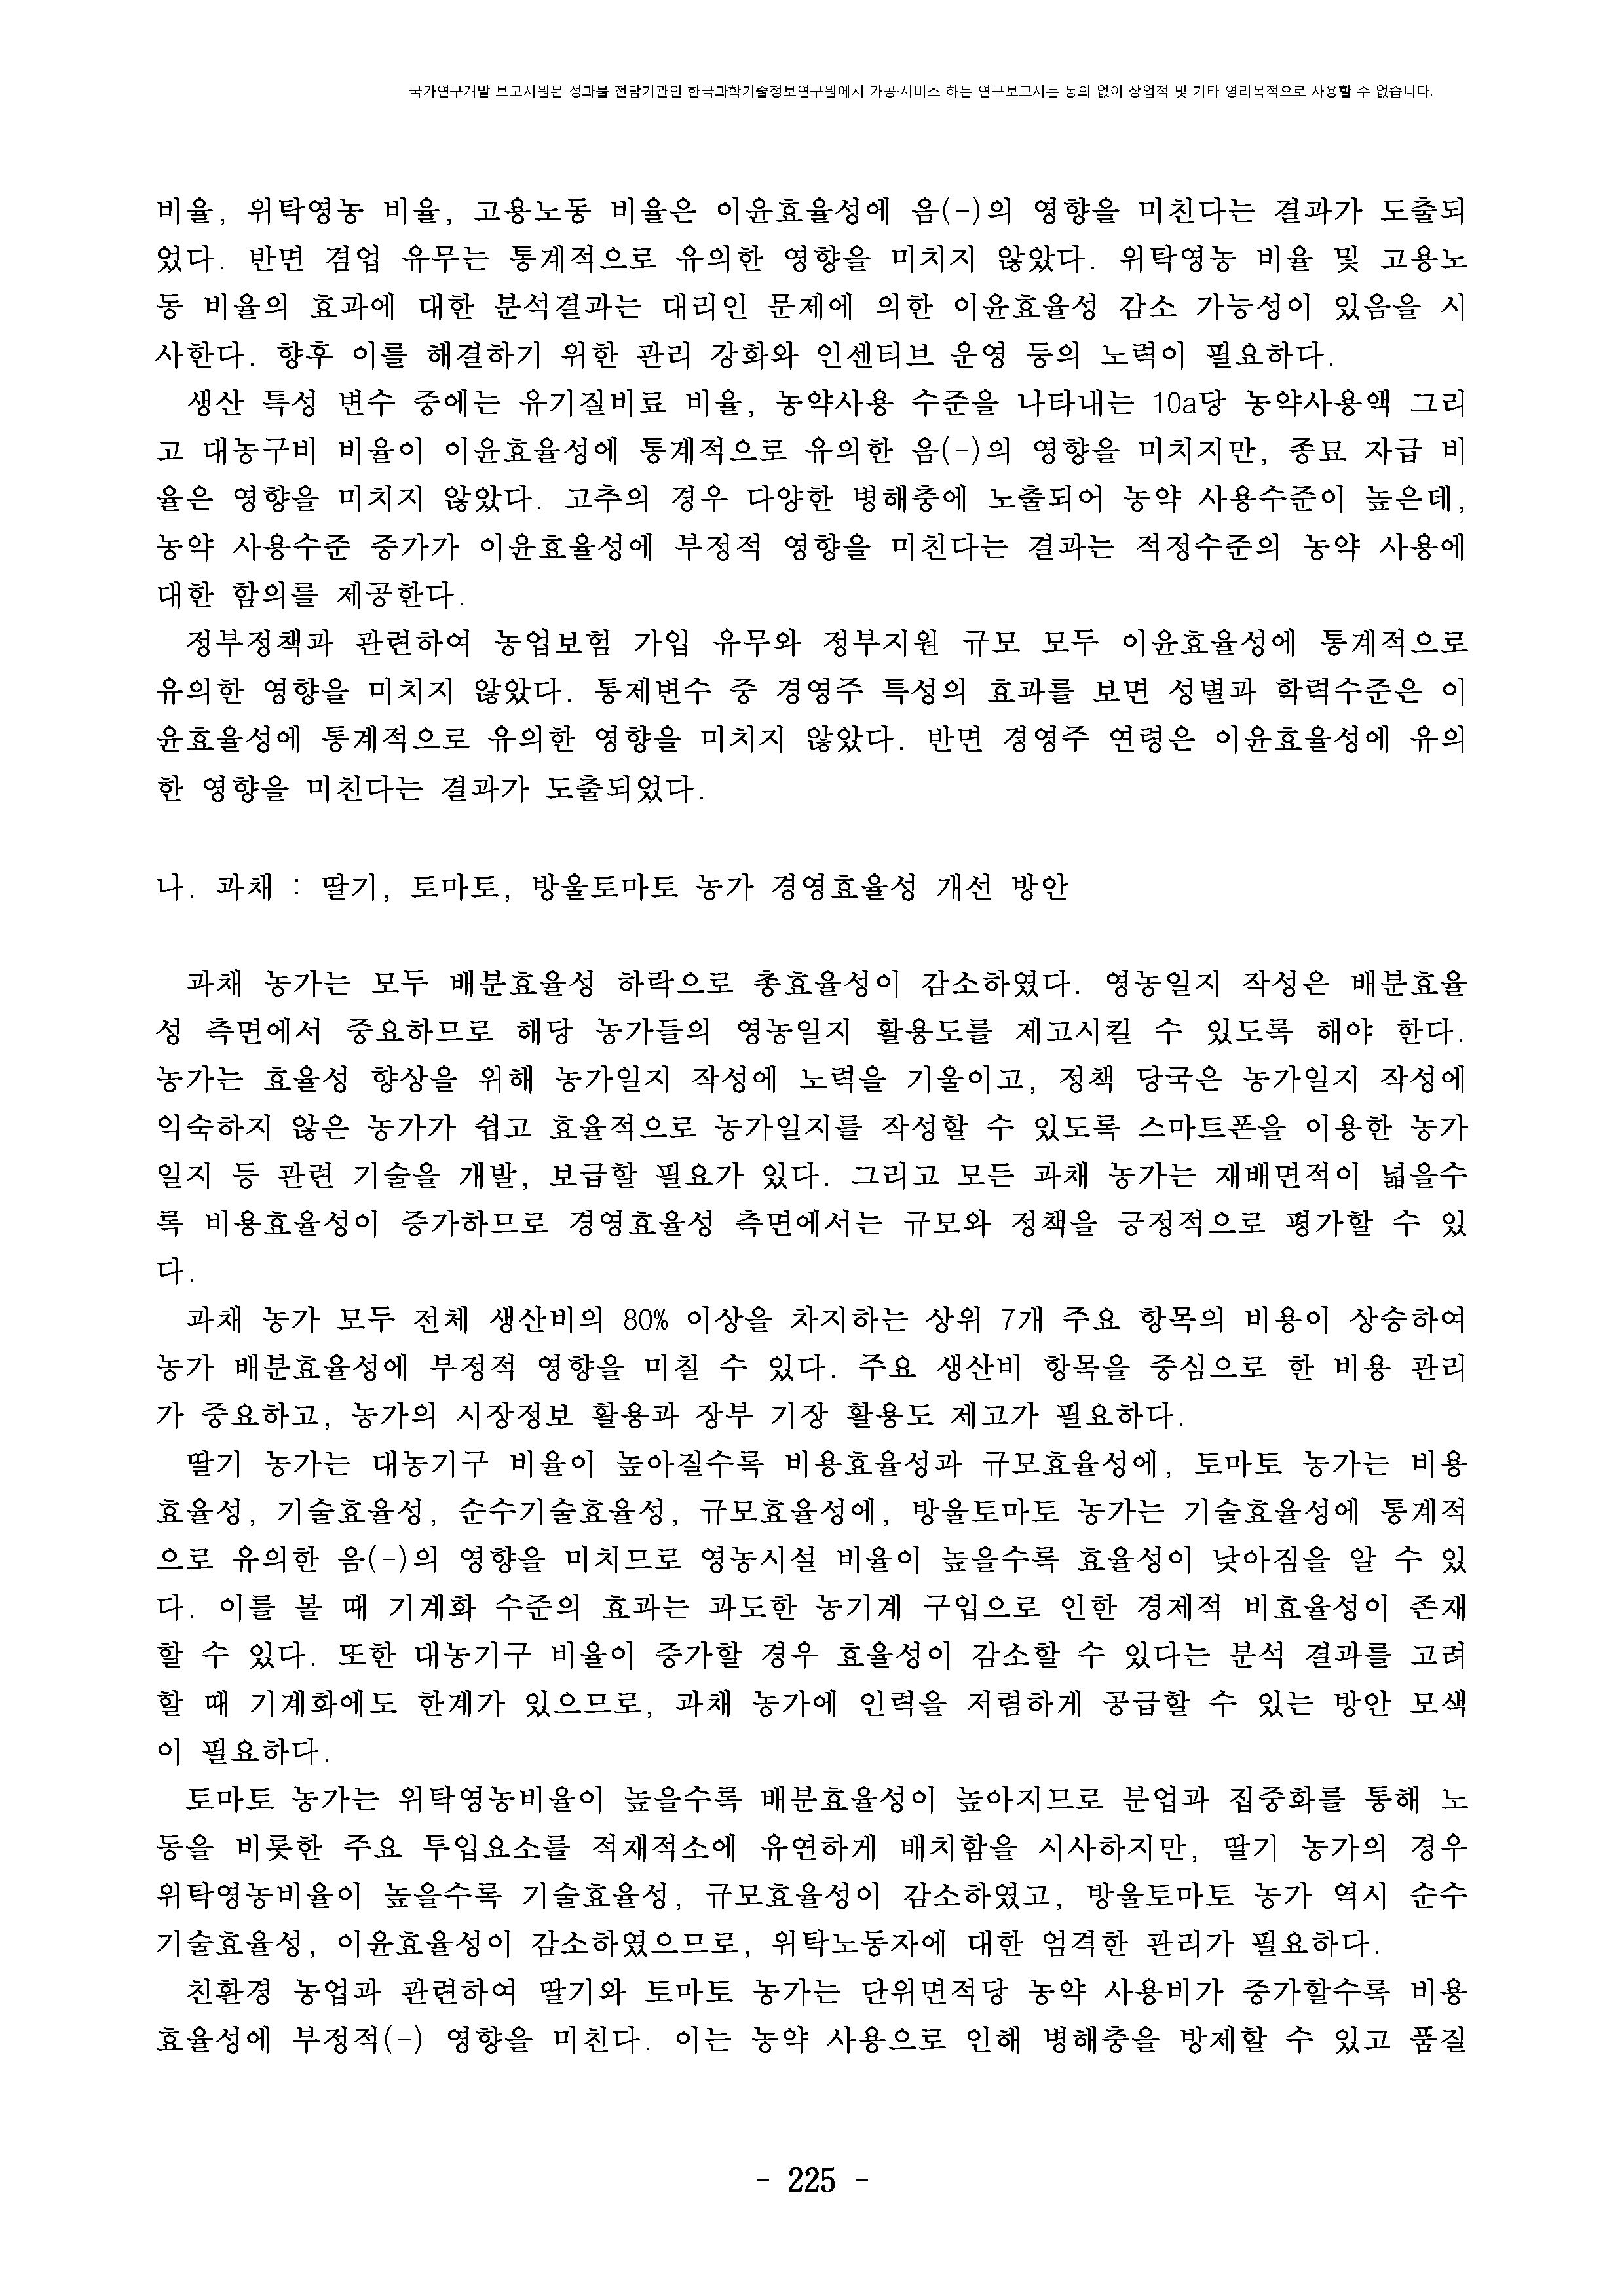 국가연구개발 보고서원문 성과물 전담기관인 한국과학기술정보연구원에서 가공·서비스 하는 연구보고서는 동의 없이 상업적 및 기타 영리목적으로 사용할 수 없습니다.
비율, 위탁영농 비율, 고용노동 비율은 이윤효율성에 음(-)의 영향을 미친다는 결과가 도출되
었다. 반면 겸업 유무는 통계적으로 유의한 영향을 미치지 않았다. 위탁영농 비율 및 고용노
동 비율의 효과에 대한 분석결과는 대리인 문제에 의한 이윤효율성 감소 가능성이 있음을 시
사한다. 향후 이를 해결하기 위한 관리 강화와 인센티브 운영 등의 노력이 필요하다.
생산 특성 변수 중에는 유기질비료 비율, 농약사용 수준을 나타내는 10a당 농약사용액 그리
고 대농구비 비율이 이윤효율성에 통계적으로 유의한 음(-)의 영향을 미치지만, 종묘 자급 비
율은 영향을 미치지 않았다. 고추의 경우 다양한 병해충에 노출되어 농약 사용수준이 높은데,
농약 사용수준 증가가 이윤효율성에 부정적 영향을 미친다는 결과는 적정수준의 농약 사용에
대한 함의를 제공한다.
정부정책과 관련하여 농업보험 가입 유무와 정부지원 규모 모두 이윤효율성에 통계적으로
유의한 영향을 미치지 않았다. 통제변수 중 경영주 특성의 효과를 보면 성별과 학력수준은 이
윤효율성에 통계적으로 유의한 영향을 미치지 않았다. 반면 경영주 연령은 이윤효율성에 유의
한 영향을 미친다는 결과가 도출되었다.
나. 과채 : 딸기, 토마토, 방울토마토 농가 경영효율성 개선 방안
과채 농가는 모두 배분효율성 하락으로 총효율성이 감소하였다. 영농일지 작성은 배분효율
성 측면에서 중요하므로 해당 농가들의 영농일지 활용도를 제고시킬 수 있도록 해야 한다.
농가는 효율성 향상을 위해 농가일지 작성에 노력을 기울이고, 정책 당국은 농가일지 작성에
익숙하지 않은 농가가 쉽고 효율적으로 농가일지를 작성할 수 있도록 스마트폰을 이용한 농가
일지 등 관련 기술을 개발, 보급할 필요가 있다. 그리고 모든 과채 농가는 재배면적이 넓을수
록 비용효율성이 증가하므로 경영효율성 측면에서는 규모와 정책을 긍정적으로 평가할 수 있
다.
과채 농가 모두 전체 생산비의 80% 이상을 차지하는 상위 7개 주요 항목의 비용이 상승하여
농가 배분효율성에 부정적 영향을 미칠 수 있다. 주요 생산비 항목을 중심으로 한 비용 관리
가 중요하고, 농가의 시장정보 활용과 장부 기장 활용도 제고가 필요하다.
딸기 농가는 대농기구 비율이 높아질수록 비용효율성과 규모효율성에, 토마토 농가는 비용
효율성, 기술효율성, 순수기술효율성, 규모효율성에, 방울토마토 농가는 기술효율성에 통계적
으로 유의한 음(-)의 영향을 미치므로 영농시설 비율이 높을수록 효율성이 낮아짐을 알 수 있
다. 이를 볼 때 기계화 수준의 효과는 과도한 농기계 구입으로 인한 경제적 비효율성이 존재
할 수 있다. 또한 대농기구 비율이 증가할 경우 효율성이 감소할 수 있다는 분석 결과를 고려
할 때 기계화에도 한계가 있으므로, 과채 농가에 인력을 저렴하게 공급할 수 있는 방안 모색
이 필요하다.
토마토 농가는 위탁영농비율이 높을수록 배분효율성이 높아지므로 분업과 집중화를 통해 노
동을 비롯한 주요 투입요소를 적재적소에 유연하게 배치함을 시사하지만, 딸기 농가의 경우
위탁영농비율이 높을수록 기술효율성, 규모효율성이 감소하였고, 방울토마토 농가 역시 순수
기술효율성, 이윤효율성이 감소하였으므로, 위탁노동자에 대한 엄격한 관리가 필요하다.
친환경 농업과 관련하여 딸기와 토마토 농가는 단위면적당 농약 사용비가 증가할수록 비용
효율성에 부정적(-) 영향을 미친다. 이는 농약 사용으로 인해 병해충을 방제할 수 있고 품질
- 225 -